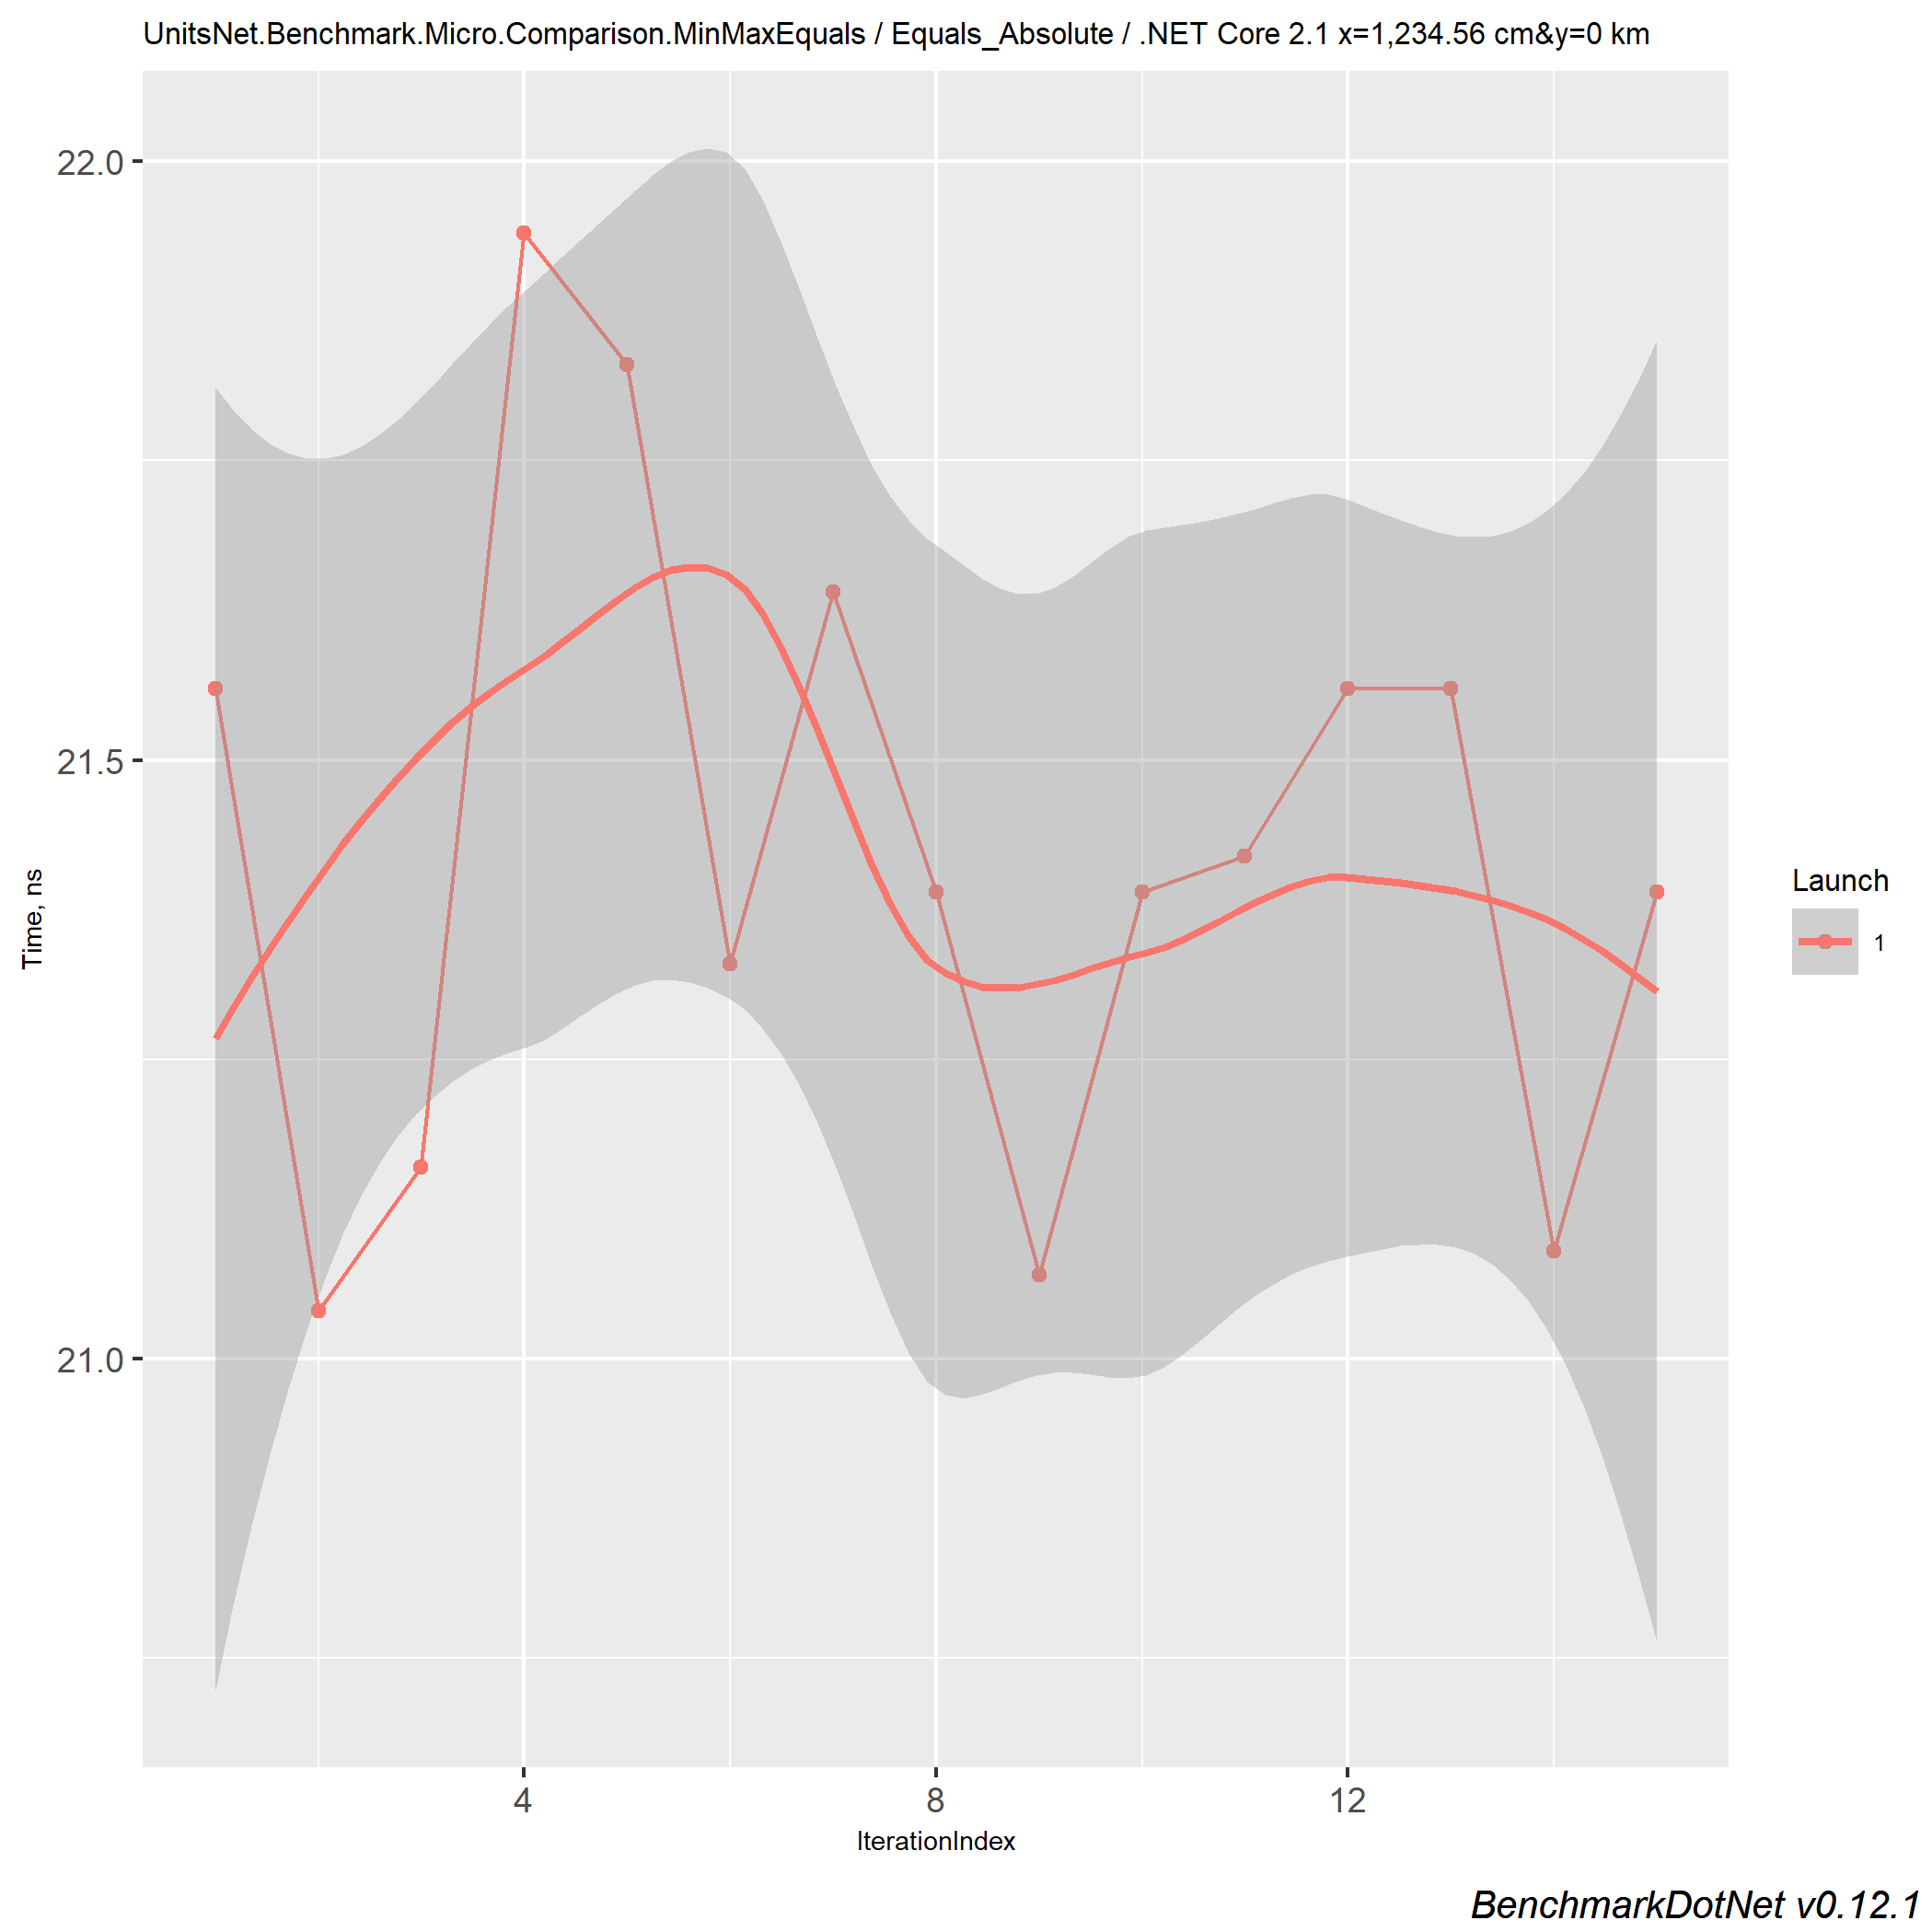 UnitsNet.Benchmark.Micro.Comparison.MinMaxEquals / Equals_Absolute / .NET Core 2.1 x=1,234.56 cm&y=0 km
22.0
21.5
21.0
Time, ns
4
8
12
IterationIndex
Launch
1
BenchmarkDotNet v0.12.1